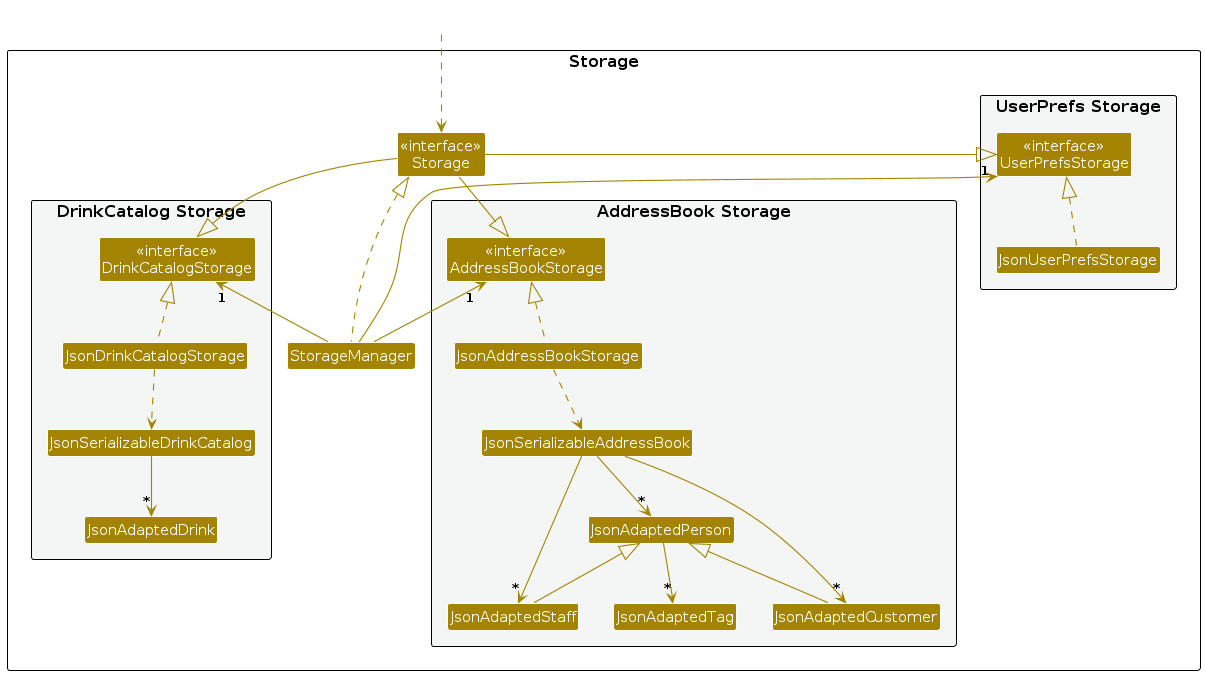 Storage
UserPrefs Storage
«interface»
Storage
«interface»
UserPrefsStorage
1
DrinkCatalog Storage
AddressBook Storage
«interface»
DrinkCatalogStorage
«interface»
AddressBookStorage
JsonUserPrefsStorage
1
1
JsonDrinkCatalogStorage
StorageManager
JsonAddressBookStorage
JsonSerializableDrinkCatalog
JsonSerializableAddressBook
*
*
JsonAdaptedDrink
JsonAdaptedPerson
*
*
*
JsonAdaptedStaff
JsonAdaptedTag
JsonAdaptedCustomer